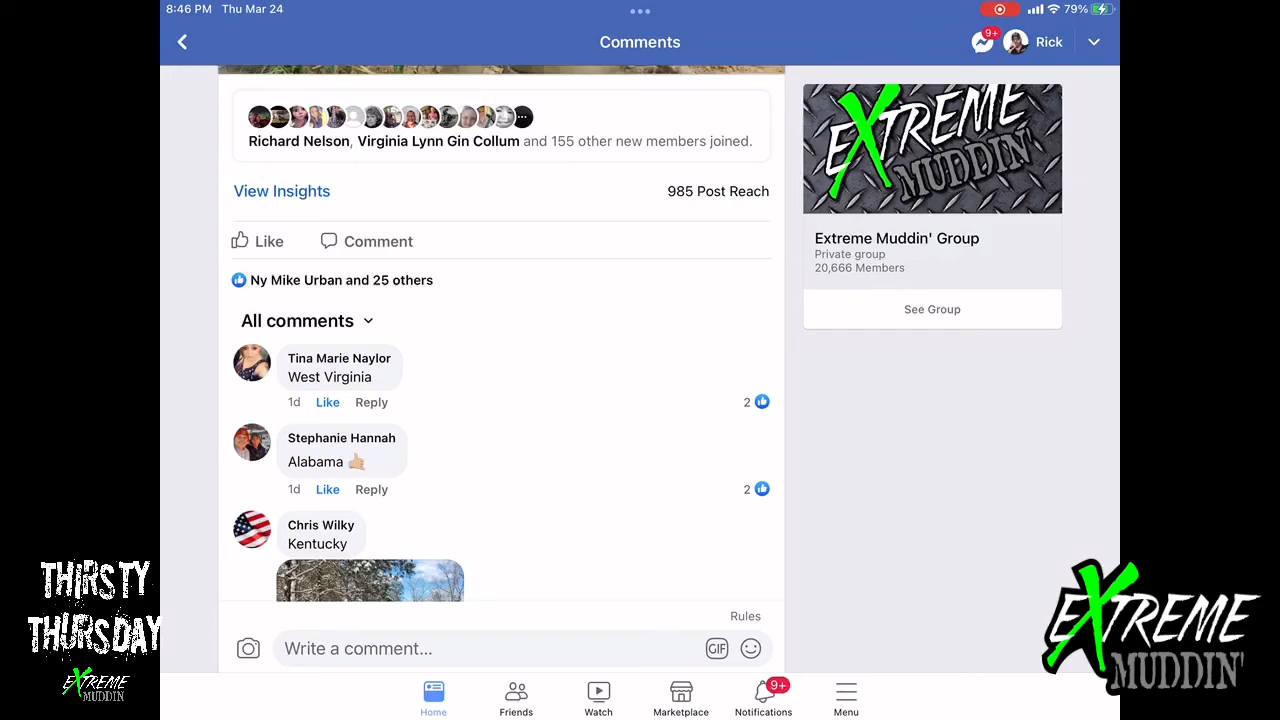 8:46 PM Thu Mar 24
79%
Comments
9+
Rick
Richard Nelson, Virginia Lynn Gin Collum and 155 other new members joined.
View Insights
985 Post Reach
Like
Comment
Ny Mike Urban and 25 others
All comments
Tina Marie Naylor
West Virginia
1d Like Reply
2
Stephanie Hannah
Alabama 🤙🏼
1d Like Reply
2
Chris Wilky
Kentucky
Rules
Write a comment...
GIF
Home
Friends
Watch
Marketplace
9+
Notifications
Menu
EXTREME
MUDDIN'
Extreme Muddin' Group
Private group
20,666 Members
See Group
THIRSTY
THURSDAY
EXTREME
MUDDIN'
EXTREME
MUDDIN'